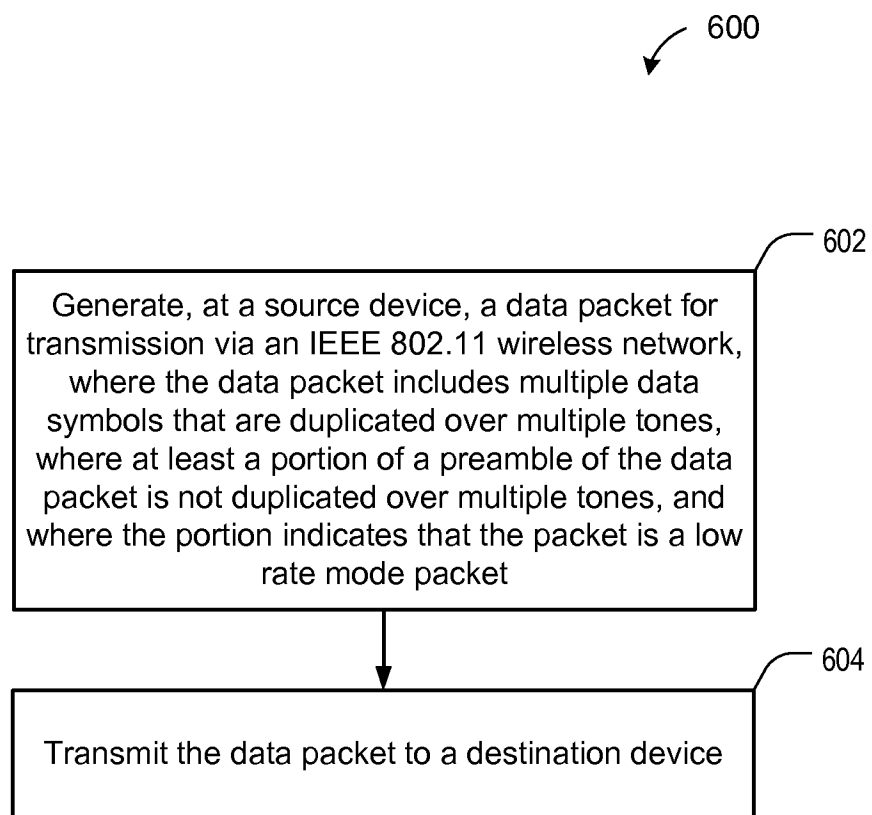 600
602
Generate, at a source device, a data packet for
transmission via an IEEE 802.11 wireless network,
where the data packet includes multiple data
symbols that are duplicated over multiple tones,
where at least a portion of a preamble of the data
packet is not duplicated over multiple tones, and
where the portion indicates that the packet is a low
rate mode packet
604
Transmit the data packet to a destination device